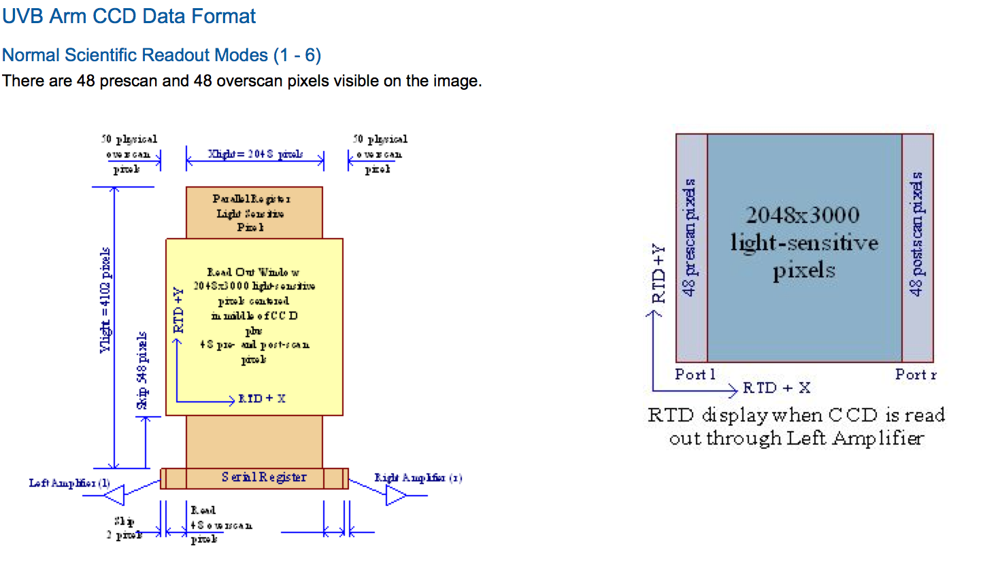 UVB Arm CCD Data Format
Normal Scientific Readout Modes (1 - 6)
There are 48 prescan and 48 overscan pixels visible on the image.
50 physical
overscan
pixels
Xlight= 2048 pixels
50 physical
overscan
pixel
Parallel Register
Light Sensitive
Pixel
Ylight = 4102 pixels
Skip 548 pixels
Read Out Window
2048x3000 light-sensitive
pixels centered
in middle of CCD
plus
48 pre- and post-scan
pixels
RTD +Y
RTD + X
Serial Register
Left Amplifier (l)
Right Amplifier (r)
Skip
2 pixels
Read
48 overscan
pixels
48 prescan pixels
2048x3000
light-sensitive
pixels
48 postscan pixels
RTD+Y
Port l
Port r
RTD + X
RTD display when CCD is read
out through Left Amplifier